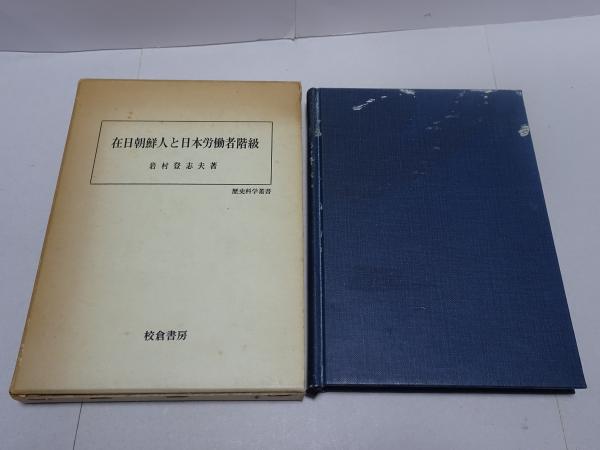 在日朝鮮人と日本労働者階級
岩村登志夫著
歴史科学叢書
校倉書房